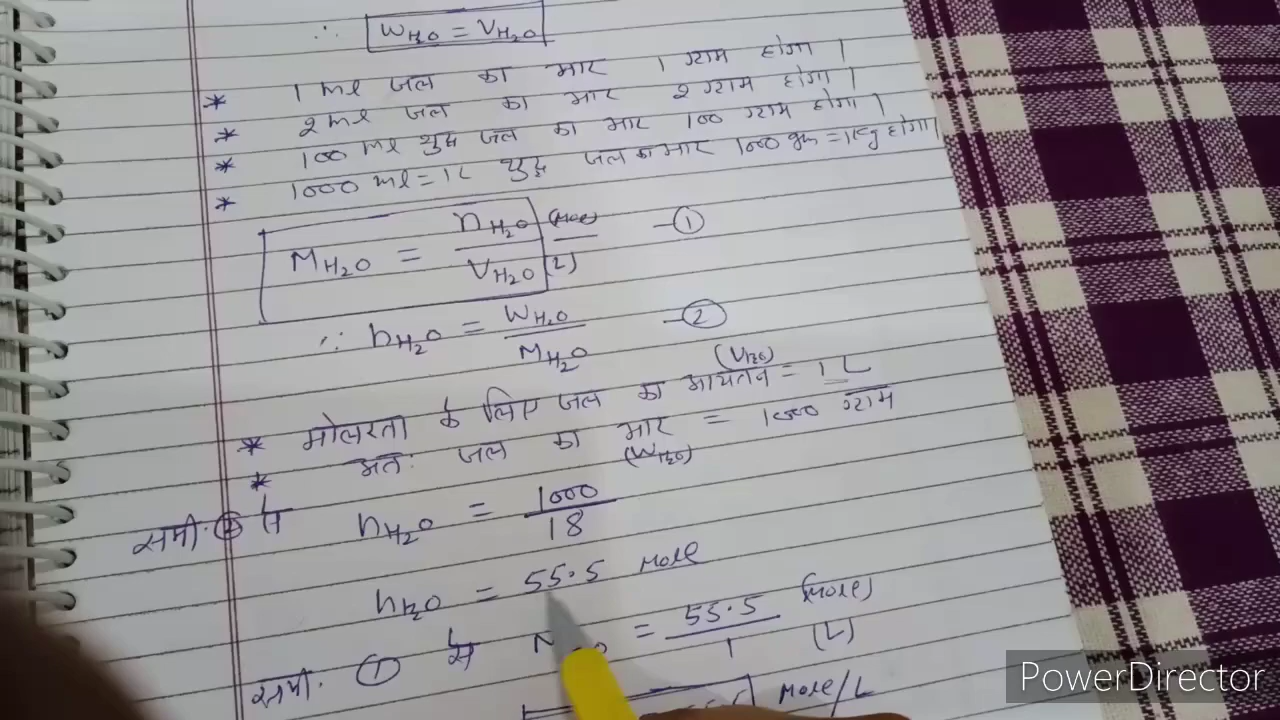 ∴ W_H₂O = V_H₂O
* 1 ml जल का भार 1 ग्राम होगा ।
* 2 ml जल का भार 2 ग्राम होगा ।
* 100 ml शुद्ध जल का भार 100 ग्राम होगा ।
* 1000 ml = 1L शुद्ध जल का भार 1000 gm = 1kg होगा।
M_H₂O = n_H₂O / V_H₂O (Mole) / (L) — ①
∵ n_H₂O = W_H₂O / M_H₂O — ②
* मोलरता के लिए जल का आयतन (V_H₂O) = 1 L
* अतः जल का भार (W_H₂O) = 1000 ग्राम
समी. ② से n_H₂O = 1000 / 18
n_H₂O = 55.5 Mole
समी. ① से = 55.5 / 1 (Mole) / (L)
Mole/L
PowerDirector